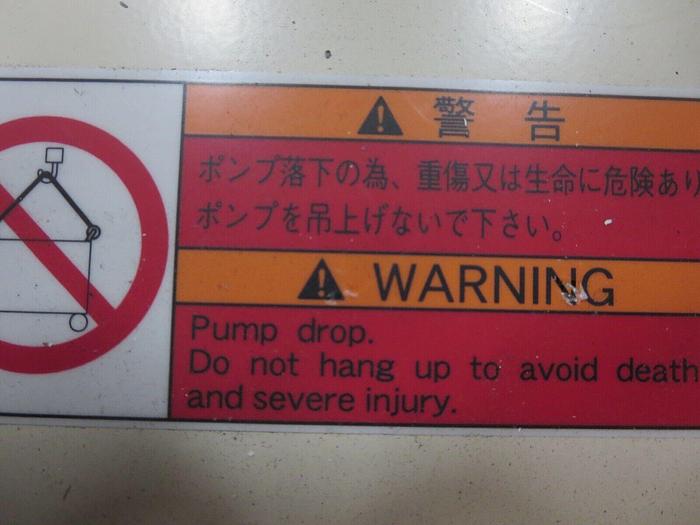 警告
ポンプ落下の為、重傷又は生命に危険あり
ポンプを吊上げないで下さい。
WARNING
Pump drop.
Do not hang up to avoid death
and severe injury.